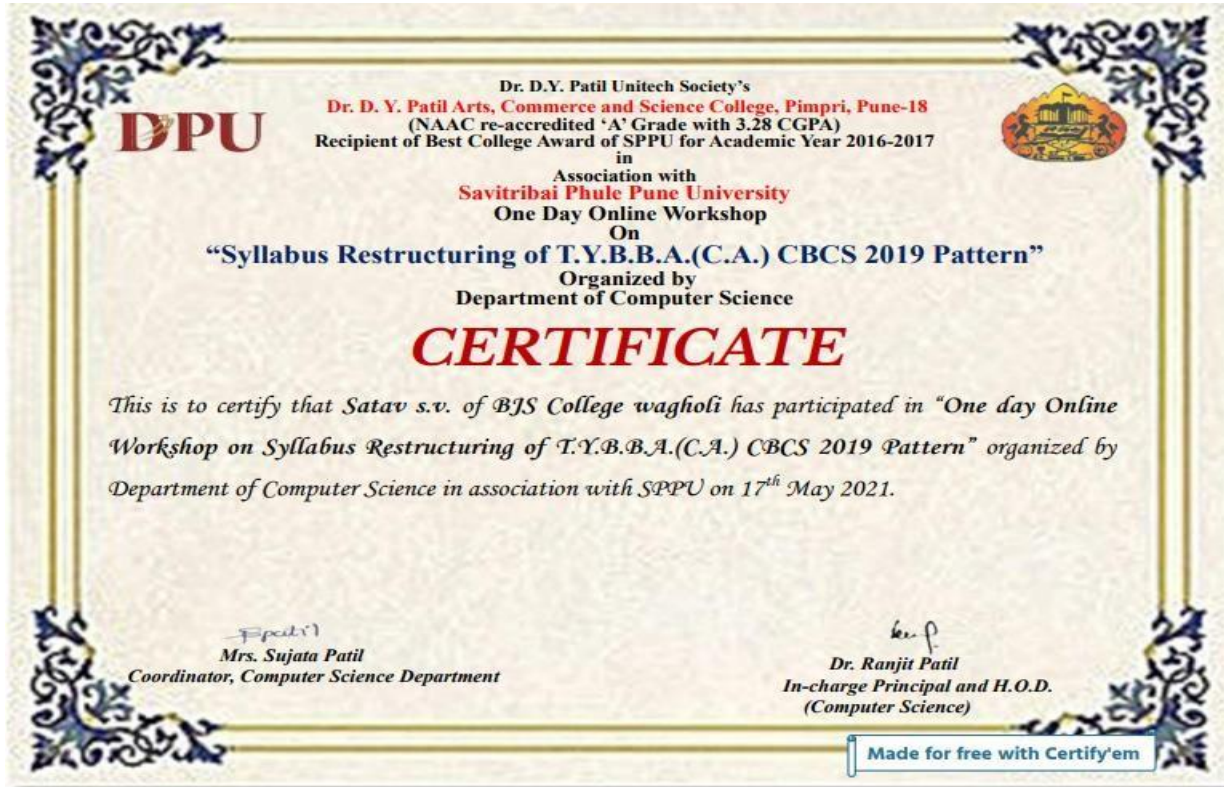 Dr. D.Y. Patil Unitech Society's
DPU
Dr. D. Y. Patil Arts, Commerce and Science College, Pimpri, Pune-18
(NAAC re-accredited ‘A’ Grade with 3.28 CGPA)
Recipient of Best College Award of SPPU for Academic Year 2016-2017
in
Association with
Savitribai Phule Pune University
One Day Online Workshop
On
“Syllabus Restructuring of T.Y.B.B.A.(C.A.) CBCS 2019 Pattern”
Organized by
Department of Computer Science
CERTIFICATE
This is to certify that Satav s.v. of BJS College wagholi has participated in “One day Online
Workshop on Syllabus Restructuring of T.Y.B.B.A.(C.A.) CBCS 2019 Pattern” organized by
Department of Computer Science in association with SPPU on 17th May 2021.
Mrs. Sujata Patil
Coordinator, Computer Science Department
Dr. Ranjit Patil
In-charge Principal and H.O.D.
(Computer Science)
Made for free with Certify'em